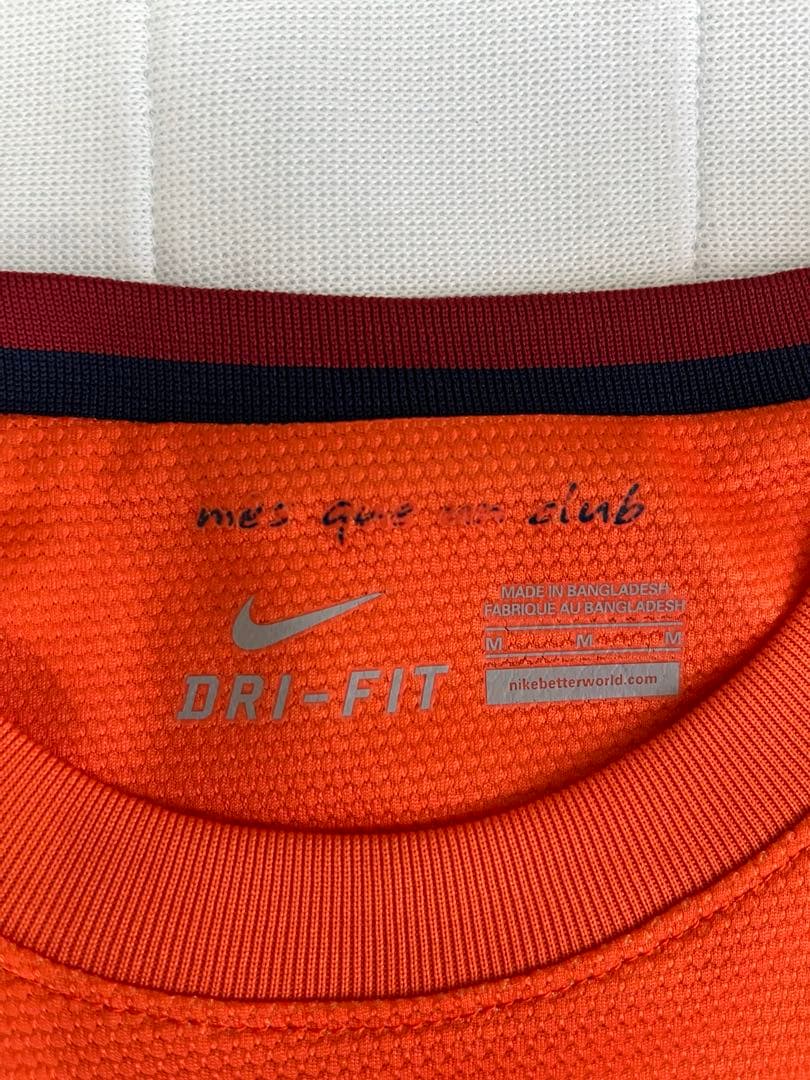 mes que un club
MADE IN BANGLADESH
FABRIQUE AU BANGLADESH
M M M
DRI-FIT
nikebetterworld.com